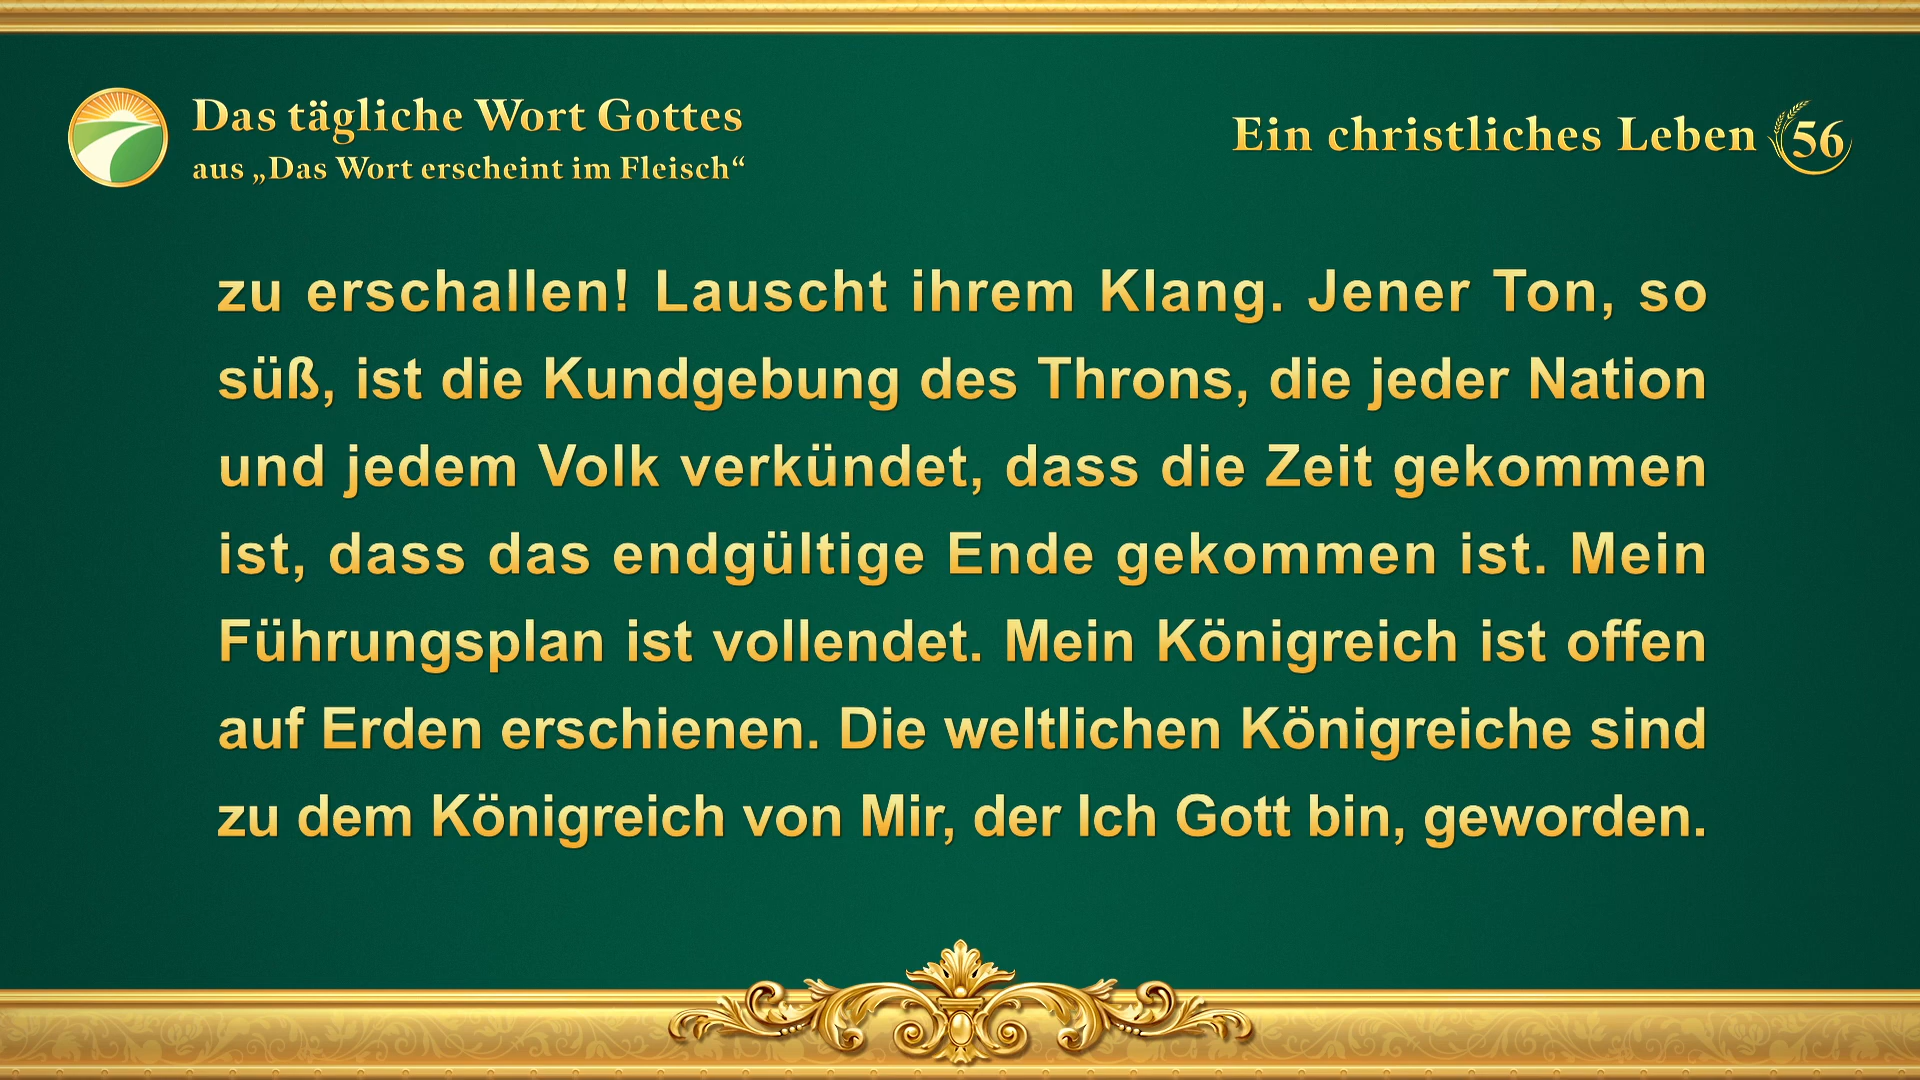 Das tägliche Wort Gottes
aus „Das Wort erscheint im Fleisch“
Ein christliches Leben 56
zu erschallen! Lauscht ihrem Klang. Jener Ton, so
süß, ist die Kundgebung des Throns, die jeder Nation
und jedem Volk verkündet, dass die Zeit gekommen
ist, dass das endgültige Ende gekommen ist. Mein
Führungsplan ist vollendet. Mein Königreich ist offen
auf Erden erschienen. Die weltlichen Königreiche sind
zu dem Königreich von Mir, der Ich Gott bin, geworden.